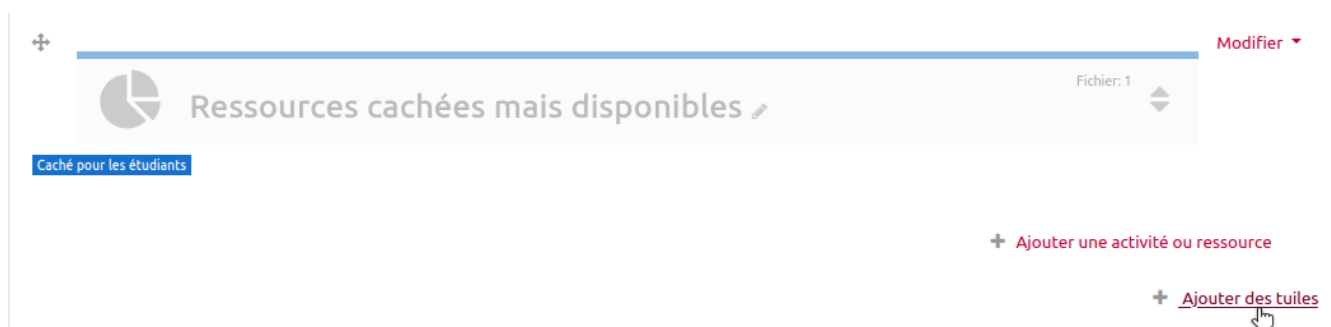 Modifier
Fichier: 1
Ressources cachées mais disponibles
Caché pour les étudiants
Ajouter une activité ou ressource
Ajouter des tuiles